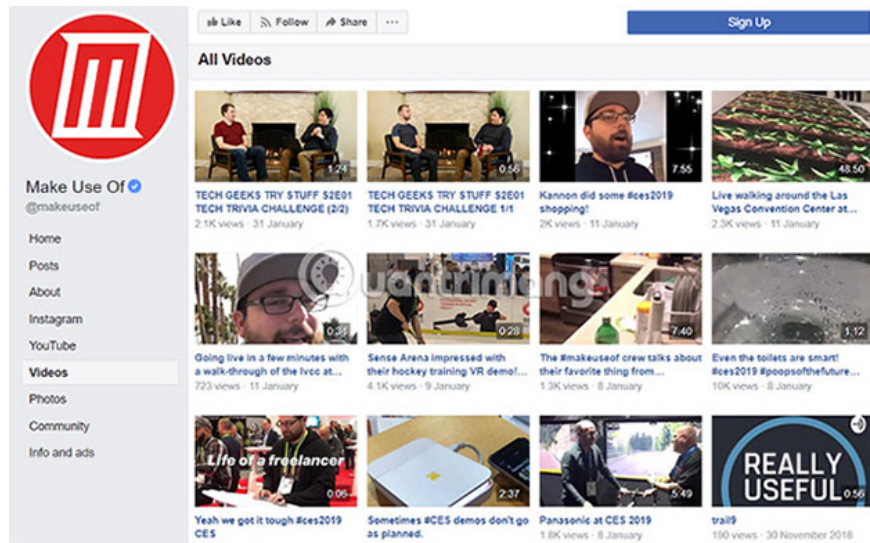 Like Follow Share ... Sign Up
All Videos
Make Use Of
@makeuseof
Home
Posts
About
Instagram
YouTube
Videos
Photos
Community
Info and ads
1:24
TECH GEEKS TRY STUFF S2E01
TECH TRIVIA CHALLENGE (2/2)
2.1K views · 31 January
0:56
TECH GEEKS TRY STUFF S2E01
TECH TRIVIA CHALLENGE 1/1
1.7K views · 31 January
7:55
Kannon did some #ces2019
shopping!
2K views · 11 January
48:50
Live walking around the Las
Vegas Convention Center at...
2.3K views · 11 January
Quantrimang
0:34
Going live in a few minutes with
a walk-through of the lvcc at...
723 views · 11 January
0:28
Sense Arena impressed with
their hockey training VR demo!...
4.1K views · 9 January
7:40
The #makeuseof crew talks about
their favorite thing from...
1.3K views · 8 January
1:12
Even the toilets are smart!
#ces2019 #poopsofthefuture...
10K views · 8 January
Life of a freelancer
0:06
Yeah we got it tough #ces2019
CES
2:37
Sometimes #CES demos don't go
as planned.
5:49
Panasonic at CES 2019
1.8K views · 8 January
REALLY
USEFUL
0:56
trail9
190 views · 30 November 2018